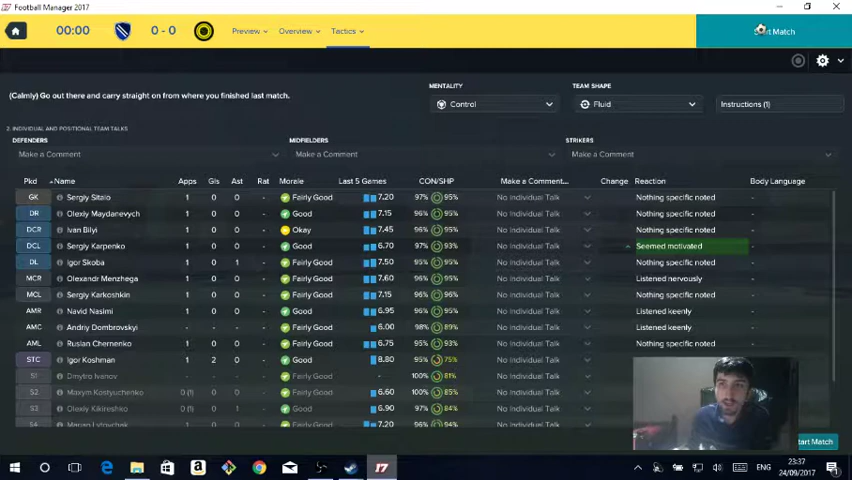 Football Manager 2017
00:00 0 - 0 Preview Overview Tactics Start Match
(Calmly) Go out there and carry straight on from where you finished last match.
MENTALITY TEAM SHAPE
Control Fluid Instructions (1)
2. INDIVIDUAL AND POSITIONAL TEAM TALKS
DEFENDERS MIDFIELDERS STRIKERS
Make a Comment Make a Comment Make a Comment
Pkd Name Apps Gls Ast Rat Morale Last 5 Games CON/SHP Make a Comment... Change Reaction Body Language
GK Sergiy Sitalo 1 0 0 - Fairly Good 7.20 97% 95% No Individual Talk Nothing specific noted -
DR Olexiy Maydanevych 1 0 0 - Good 7.15 95% 95% No Individual Talk Nothing specific noted -
DCR Ivan Bilyi 1 0 0 - Okay 7.45 96% 96% No Individual Talk Nothing specific noted -
DCL Sergiy Karpenko 1 0 0 - Good 6.70 97% 93% No Individual Talk Seemed motivated -
DL Igor Skoba 1 0 1 - Fairly Good 7.50 95% 95% No Individual Talk Nothing specific noted -
MCR Olexandr Menzhega 1 0 0 - Fairly Good 7.60 96% 96% No Individual Talk Listened nervously -
MCL Sergiy Karkoshkin 1 0 0 - Fairly Good 7.15 96% 94% No Individual Talk Nothing specific noted -
AMR Navid Nasimi 1 0 0 - Good 6.95 96% 94% No Individual Talk Listened keenly -
AMC Andriy Dombrovskyi - - - - Fairly Good 6.00 98% 89% No Individual Talk Listened keenly -
AML Ruslan Chernenko 1 0 0 - Fairly Good 6.75 95% 93% No Individual Talk Nothing specific noted -
STC Igor Koshman 1 2 0 - Good 8.80 95% 75% No Individual Talk
S1 Dmytro Ivanov - - - - Fairly Good - 100% 81% No Individual Talk
S2 Maxym Kostyuchenko 0 (1) 0 0 - Fairly Good 6.60 100% 85% No Individual Talk
S3 Olexiy Kikireshko 0 (1) 0 1 - Good 6.90 97% 84% No Individual Talk
S4 Fairly Good 7.20 96% 94% No Individual Talk
Start Match
ENG 23:37
24/09/2017